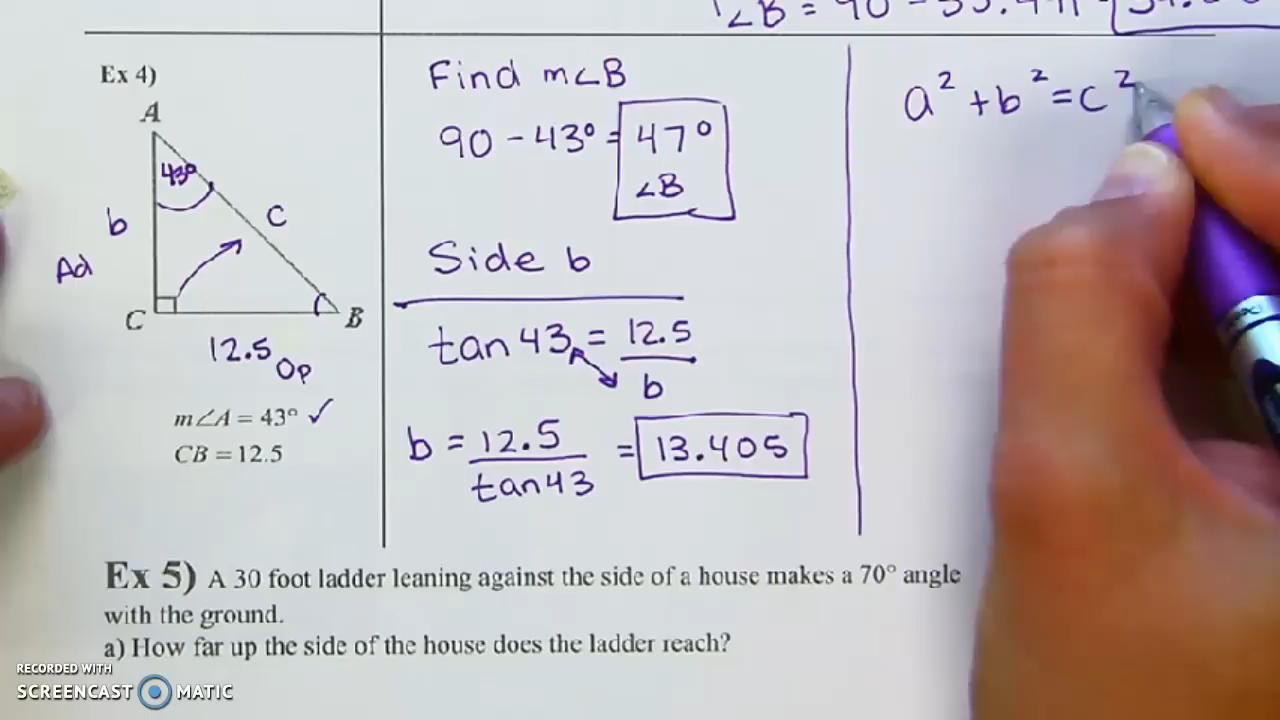 ∠B = 90 -
Ex 4)
A
43°
b
c
Ad
C
B
12.5
Op
m∠A = 43° ✓
CB = 12.5
Find m∠B
90 - 43° = 47°
∠B
Side b
tan 43 = 12.5
b
b = 12.5 = 13.405
tan 43
a² + b² = c²
Ex 5) A 30 foot ladder leaning against the side of a house makes a 70° angle
with the ground.
a) How far up the side of the house does the ladder reach?
RECORDED WITH
SCREENCAST MATIC